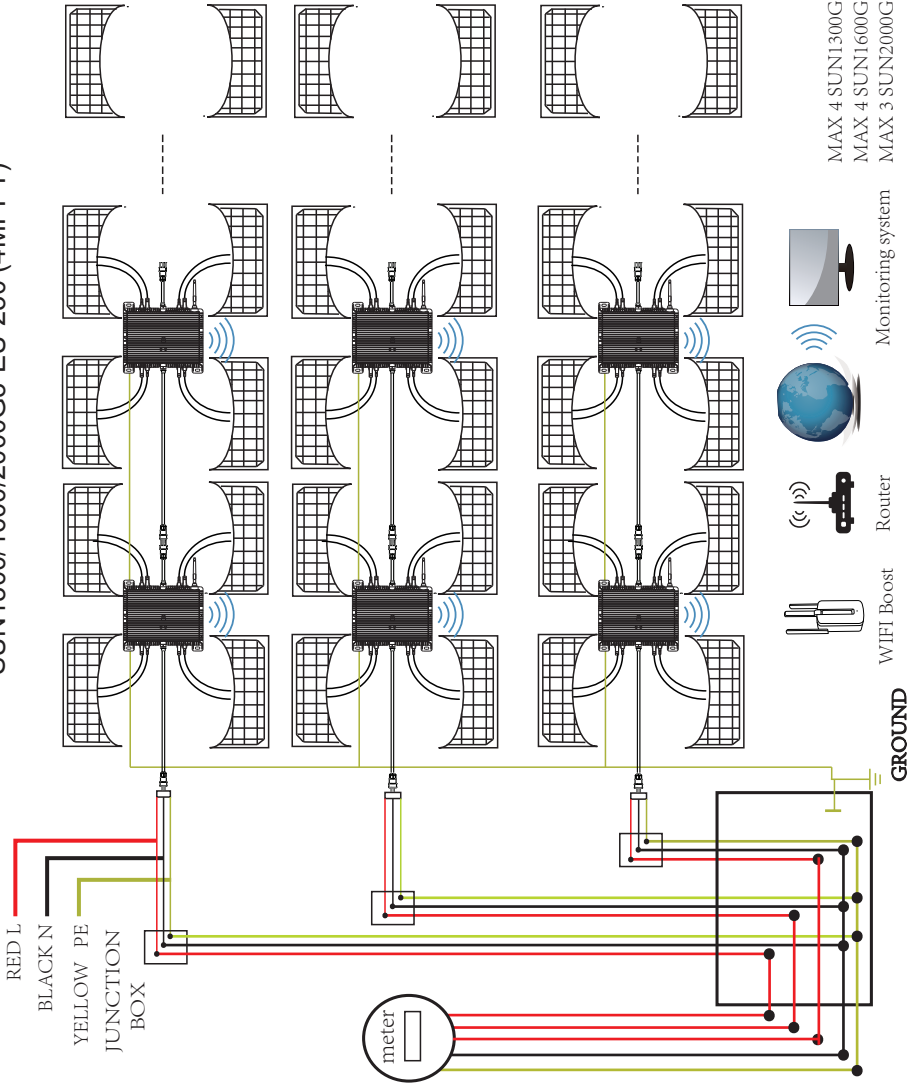 RED L
BLACK N
YELLOW PE
JUNCTION
BOX
meter
GROUND
WIFI Boost
Router
Monitoring system
MAX 4 SUN1300G
MAX 4 SUN1600G
MAX 3 SUN2000G